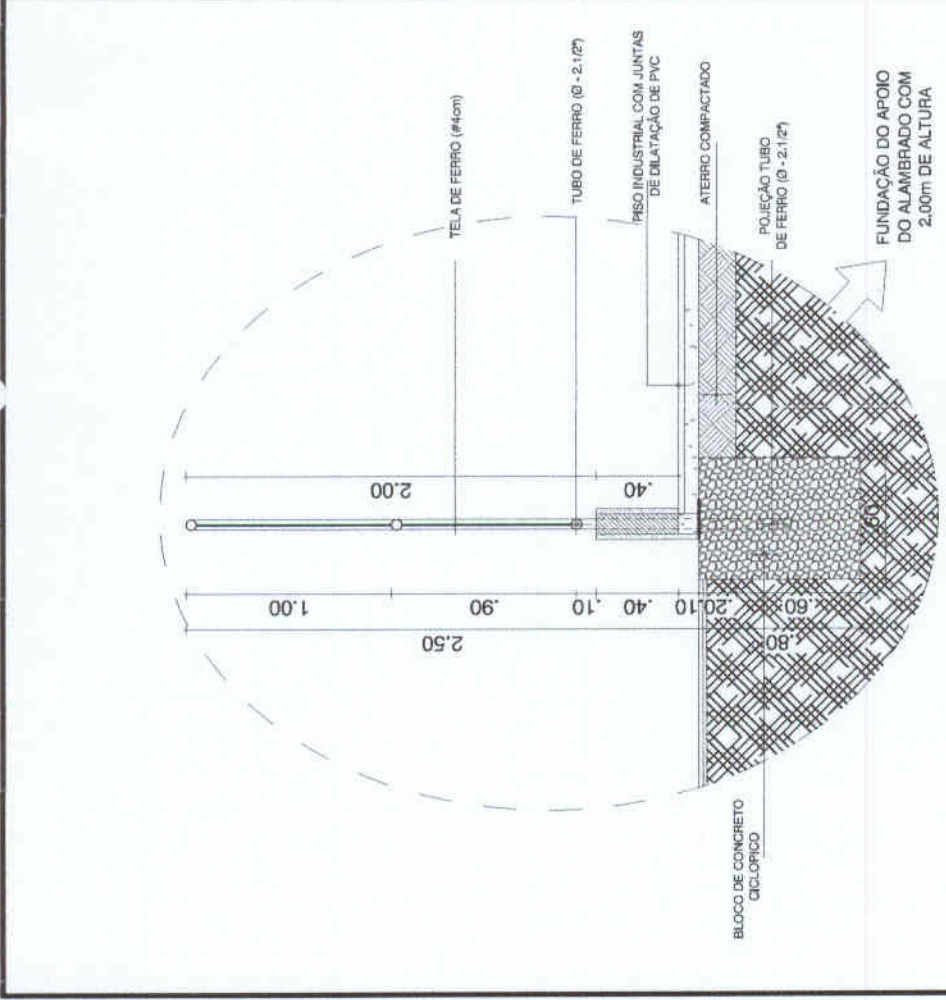 TELA DE FERRO (#4cm)
TUBO DE FERRO (Ø - 2.1/2")
PISO INDUSTRIAL COM JUNTAS
DE DILATAÇÃO DE PVC
ATERRO COMPACTADO
POJEÇÃO TUBO
DE FERRO (Ø - 2.1/2")
FUNDAÇÃO DO APOIO
DO ALAMBRADO COM
2.00m DE ALTURA
BLOCO DE CONCRETO
CICLOPICO
2.00
.40
1.00
.90
.10
.40
.10
.20
.60
2.50
.80
.60